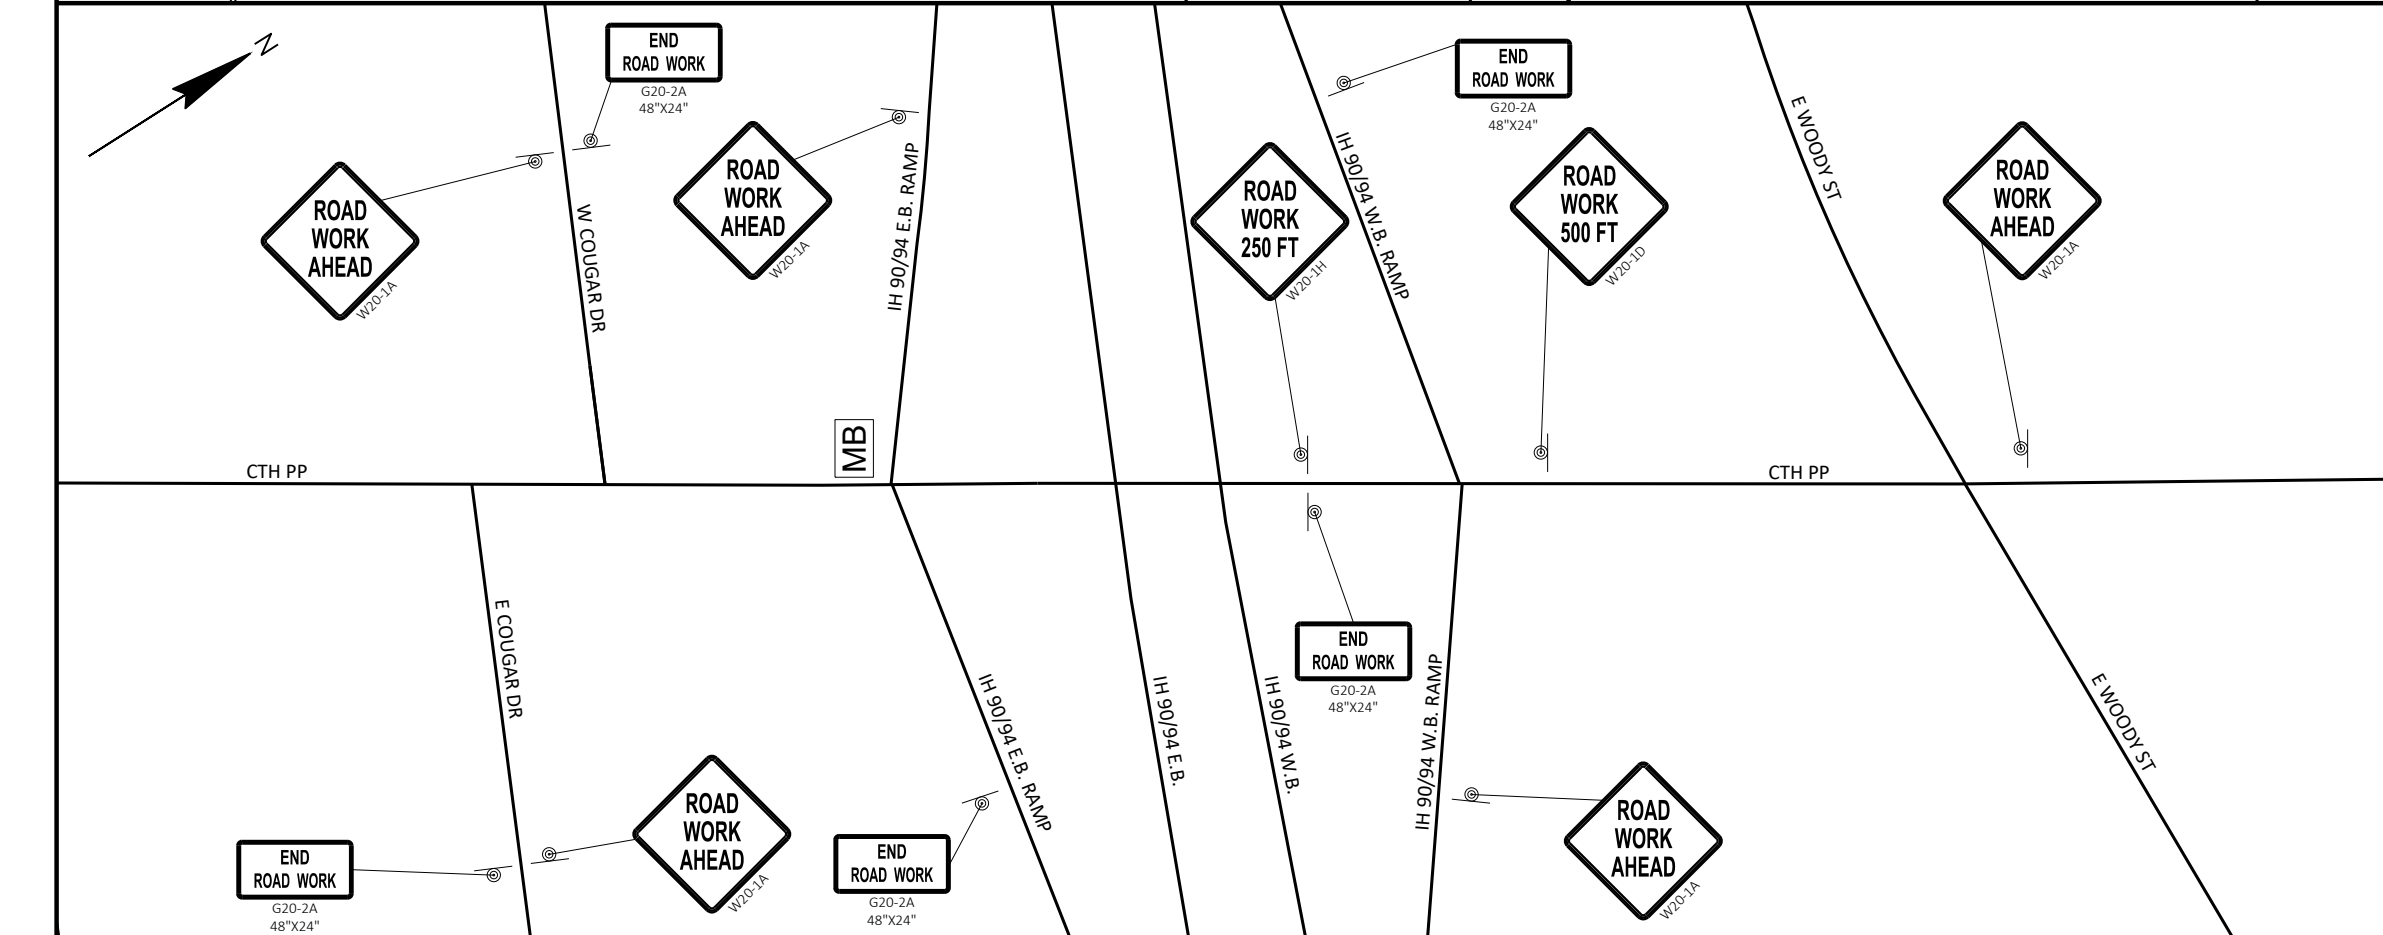 N
END
ROAD WORK
G20-2A
48"X24"
END
ROAD WORK
G20-2A
48"X24"
ROAD
WORK
AHEAD
W20-1A
W COUGAR DR
ROAD
WORK
AHEAD
W20-1A
IH 90/94 E.B. RAMP
ROAD
WORK
250 FT
W20-1H
IH 90/94 W.B. RAMP
ROAD
WORK
500 FT
W20-1D
E WOODY ST
ROAD
WORK
AHEAD
W20-1A
MB
CTH PP
CTH PP
E COUGAR DR
IH 90/94 E.B. RAMP
IH 90/94 E.B.
IH 90/94 W.B.
END
ROAD WORK
G20-2A
48"X24"
IH 90/94 W.B. RAMP
E WOODY ST
END
ROAD WORK
G20-2A
48"X24"
ROAD
WORK
AHEAD
W20-1A
END
ROAD WORK
G20-2A
48"X24"
ROAD
WORK
AHEAD
W20-1A